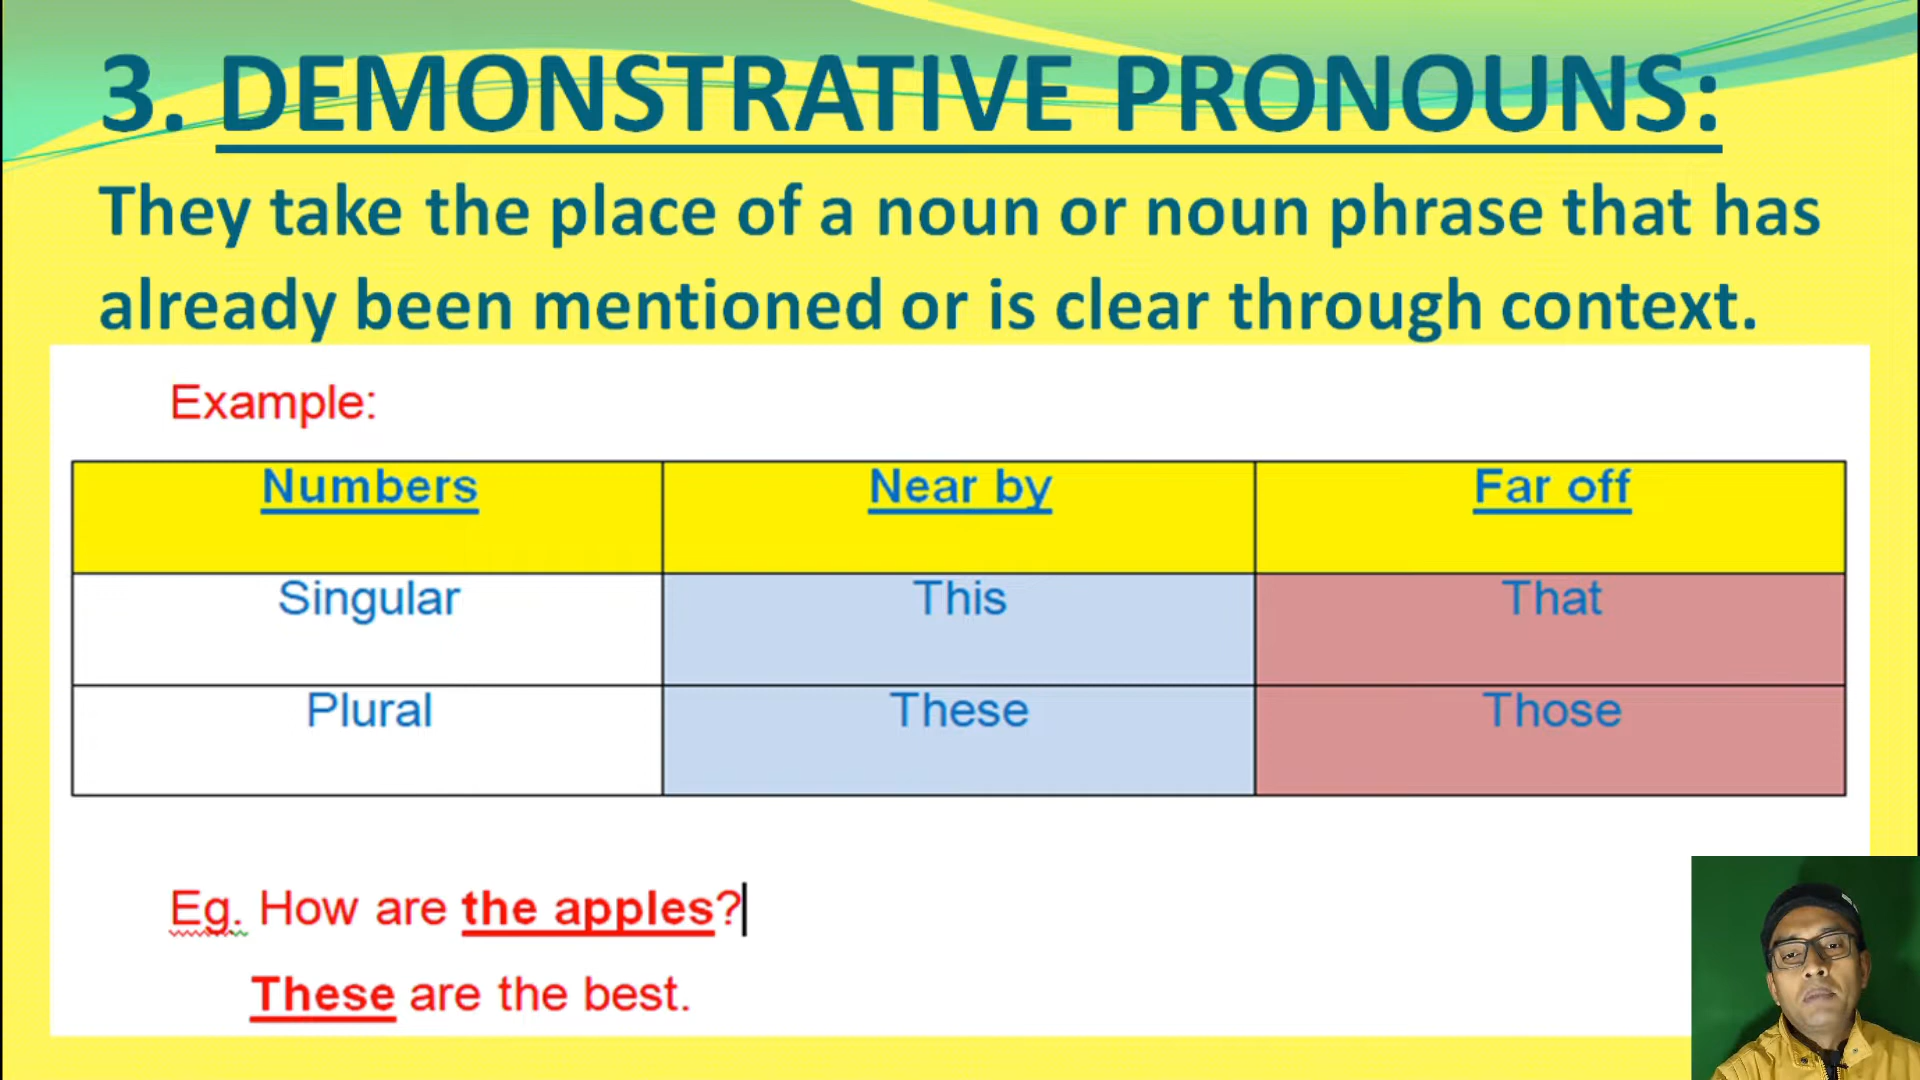 3. DEMONSTRATIVE PRONOUNS:
They take the place of a noun or noun phrase that has
already been mentioned or is clear through context.
Example:
Numbers Near by Far off
Singular This That
Plural These Those
Eg. How are the apples?
These are the best.